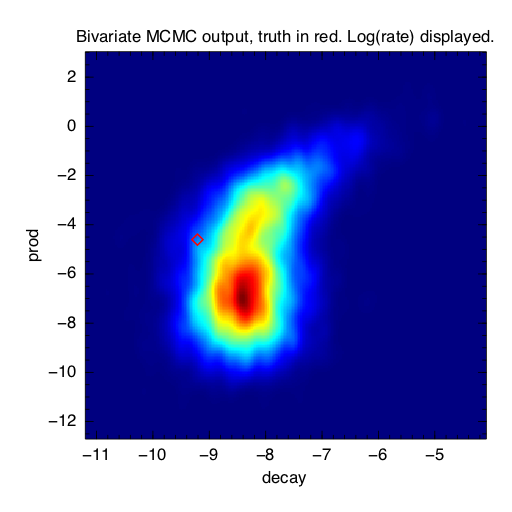 Bivariate MCMC output, truth in red. Log(rate) displayed.
2
0
−2
−4
−6
−8
−10
−12
prod
−11 −10 −9 −8 −7 −6 −5
decay